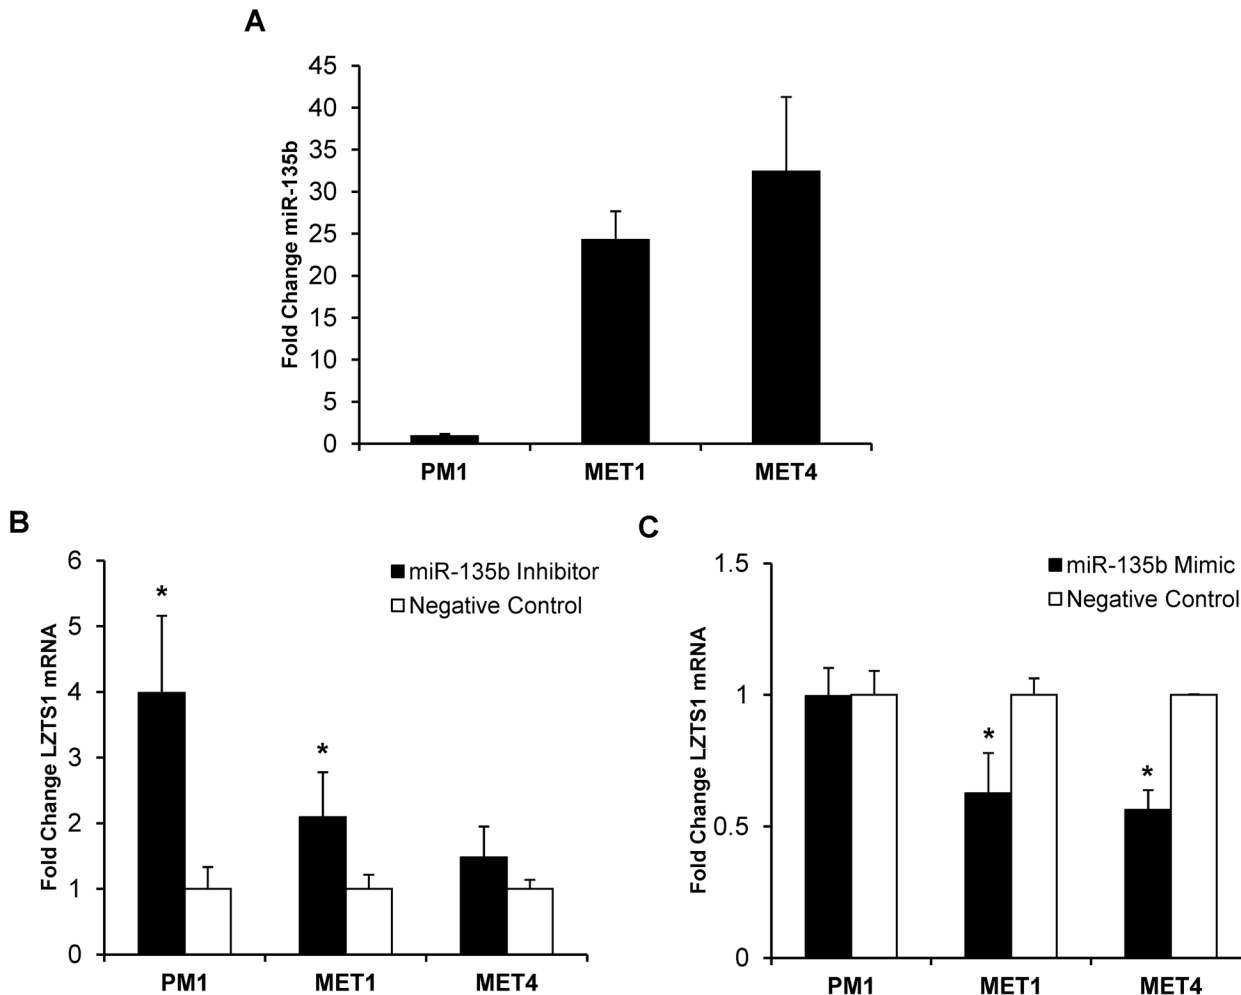 A
Fold Change miR-135b
45
40
35
30
25
20
15
10
5
0
PM1 MET1 MET4
B
Fold Change LZTS1 mRNA
6
5
4
3
2
1
0
miR-135b Inhibitor
Negative Control
*
*
PM1 MET1 MET4
C
Fold Change LZTS1 mRNA
1.5
1
0.5
0
miR-135b Mimic
Negative Control
*
*
PM1 MET1 MET4